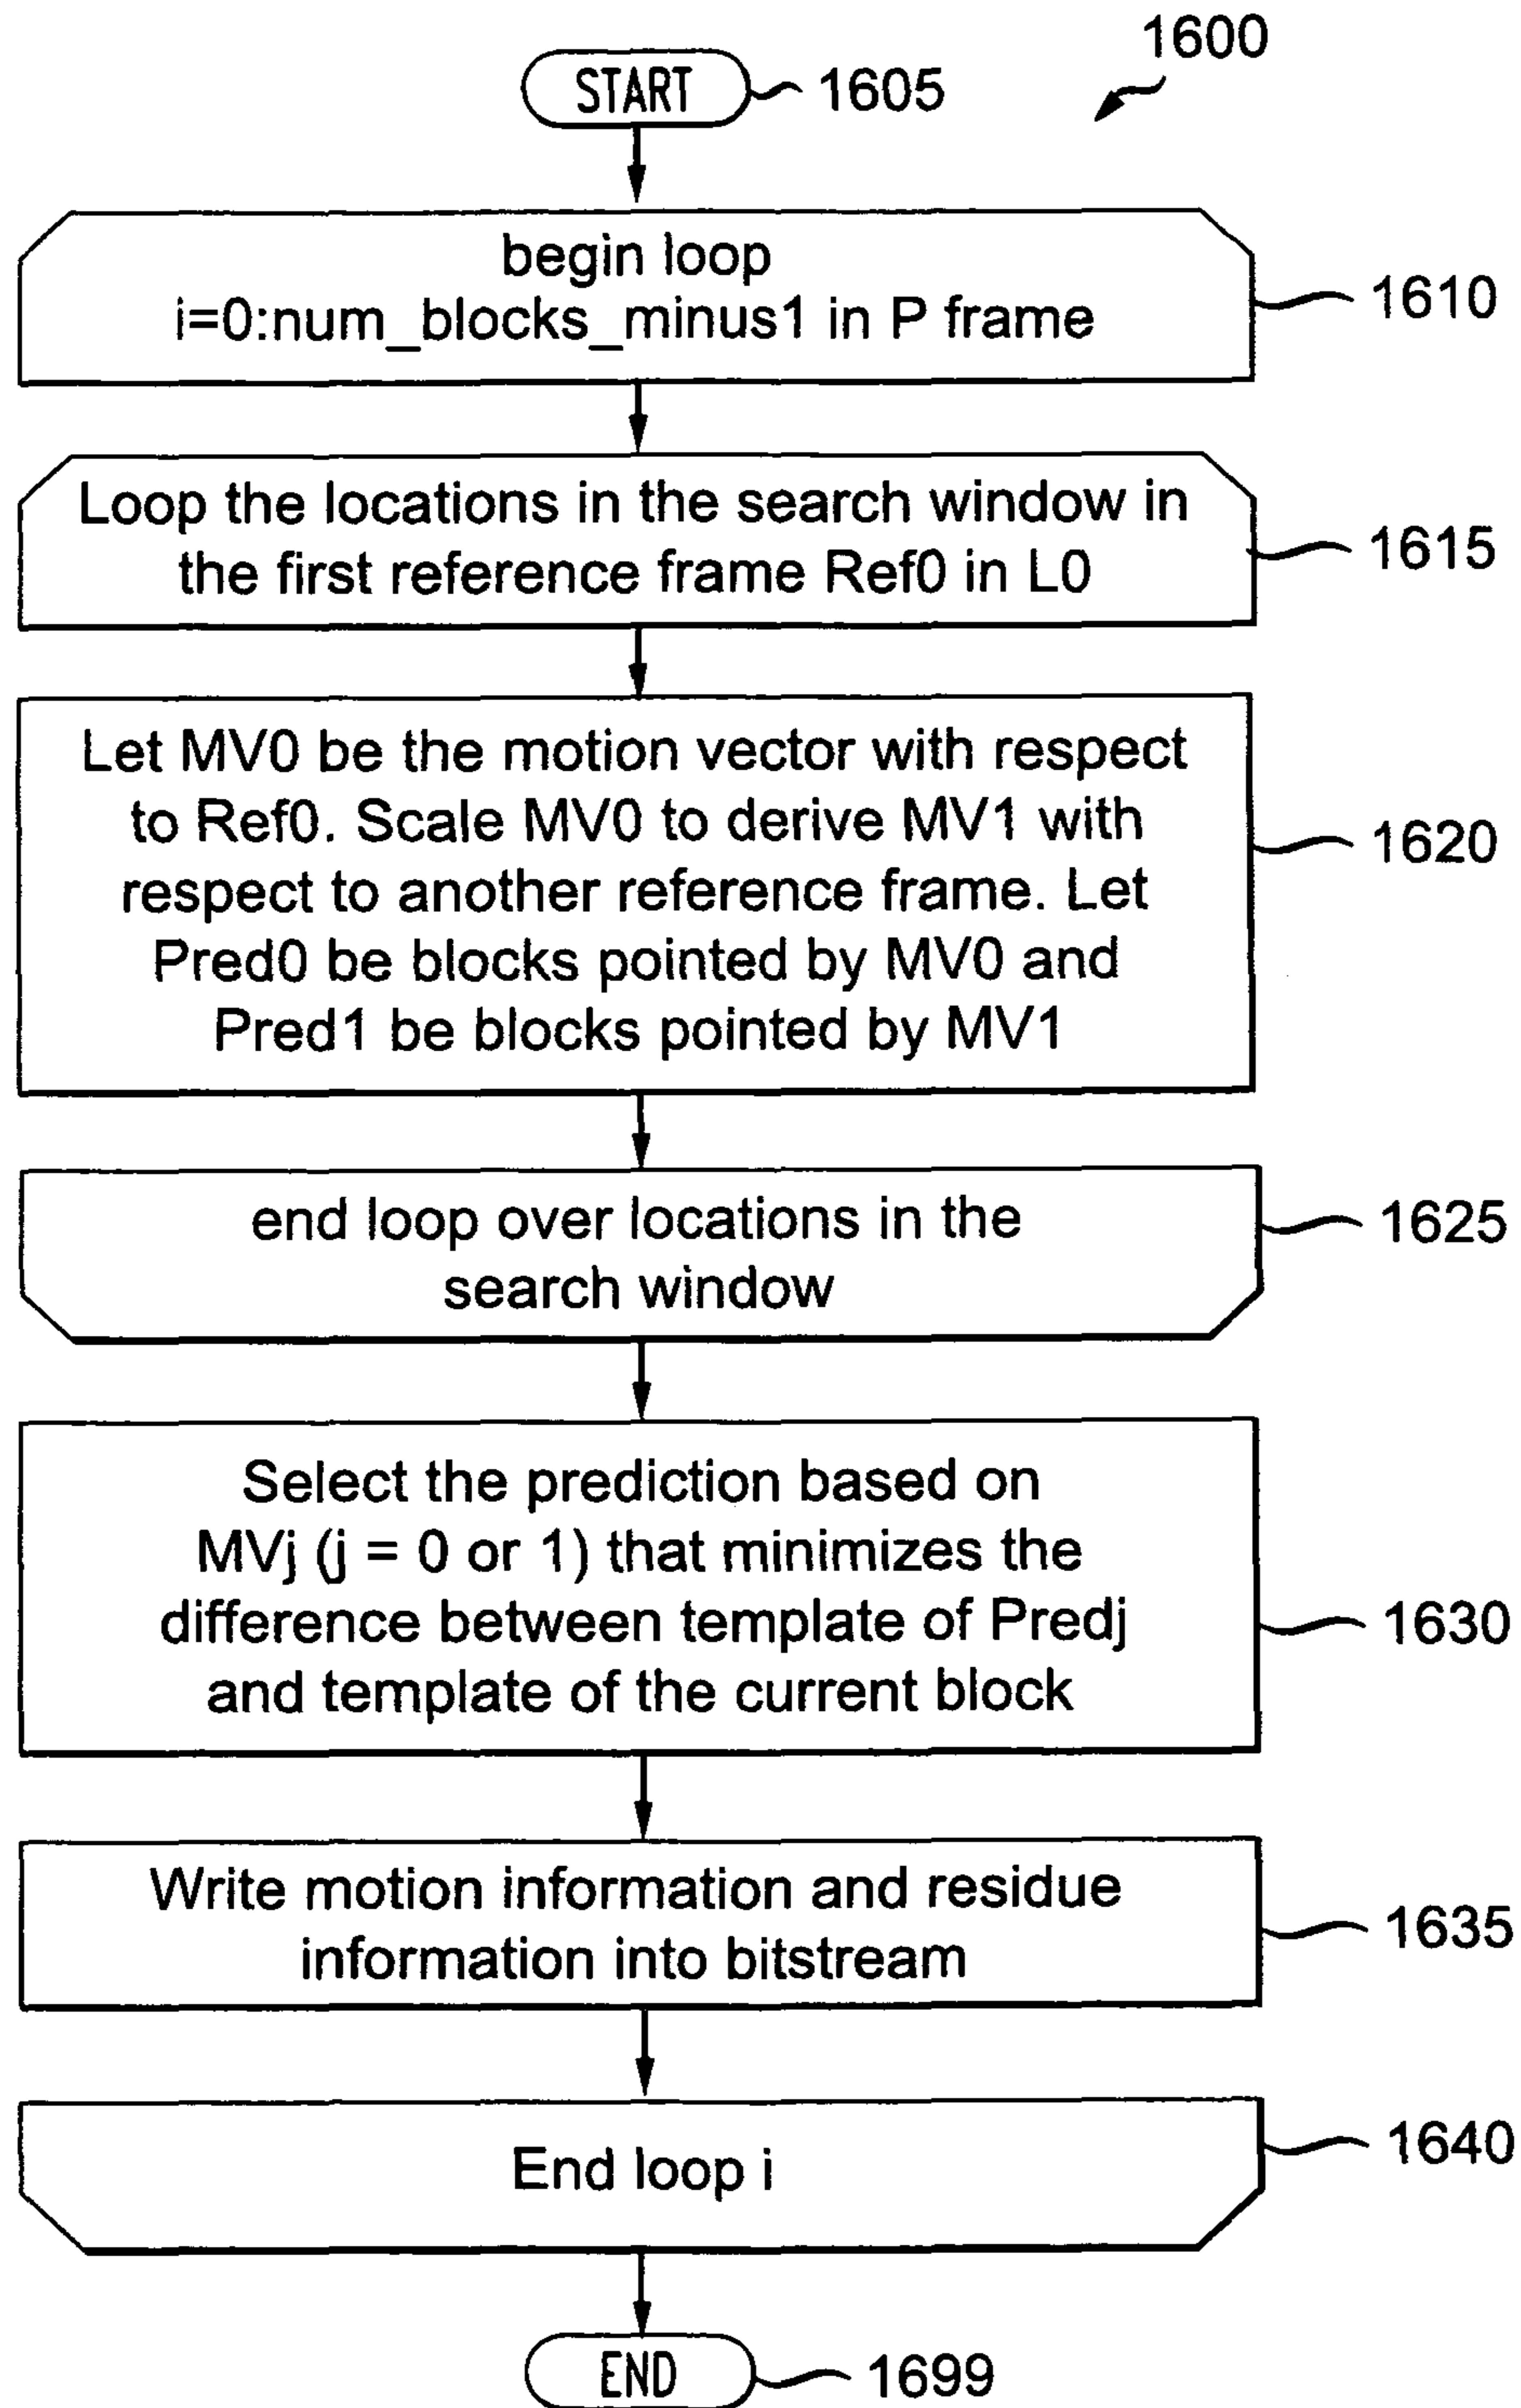 1600
START
1605
begin loop
i=0:num_blocks_minus1 in P frame
1610
Loop the locations in the search window in
the first reference frame Ref0 in L0
1615
Let MV0 be the motion vector with respect
to Ref0. Scale MV0 to derive MV1 with
respect to another reference frame. Let
Pred0 be blocks pointed by MV0 and
Pred1 be blocks pointed by MV1
1620
end loop over locations in the
search window
1625
Select the prediction based on
MVj (j = 0 or 1) that minimizes the
difference between template of Predj
and template of the current block
1630
Write motion information and residue
information into bitstream
1635
End loop i
1640
END
1699